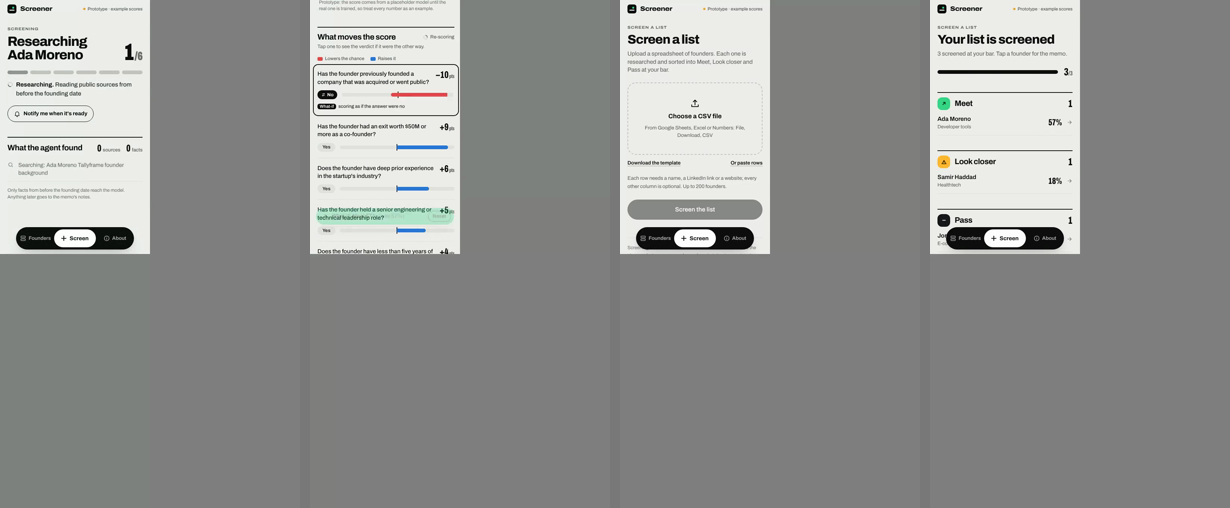 Screener
Prototype · example scores
SCREENING
Researching
Ada Moreno
1/6
Researching. Reading public sources from
before the founding date
Notify me when it's ready
What the agent found
0 sources 0 facts
Searching: Ada Moreno Tallyframe founder
background
Only facts from before the founding date reach the model.
Anything later goes to the memo's notes.
Founders
Screen
About
Prototype: the score comes from a placeholder model until the
real one is trained, so treat every number as an example.
What moves the score
Re-scoring
Tap one to see the verdict if it were the other way.
Lowers the chance
Raises it
Has the founder previously founded a
company that was acquired or went public?
−10 pts
No
What-if scoring as if the answer were no
Has the founder had an exit worth $50M or
more as a co-founder?
+9 pts
Yes
Does the founder have deep prior experience
in the startup's industry?
+6 pts
Yes
Has the founder held a senior engineering or
technical leadership role?
+5 pts
Yes
Does the founder have less than five years of
+4
Screener
Prototype · example scores
SCREEN A LIST
Screen a list
Upload a spreadsheet of founders. Each one is
researched and sorted into Meet, Look closer and
Pass at your bar.
Choose a CSV file
From Google Sheets, Excel or Numbers: File,
Download, CSV
Download the template
Or paste rows
Each row needs a name, a LinkedIn link or a website; every
other column is optional. Up to 200 founders.
Screen the list
Founders
Screen
About
Screener
Prototype · example scores
SCREEN A LIST
Your list is screened
3 screened at your bar. Tap a founder for the memo.
3/3
Meet
1
Ada Moreno
57%
Developer tools
Look closer
1
Samir Haddad
18%
Healthtech
Pass
1
Founders
Screen
About